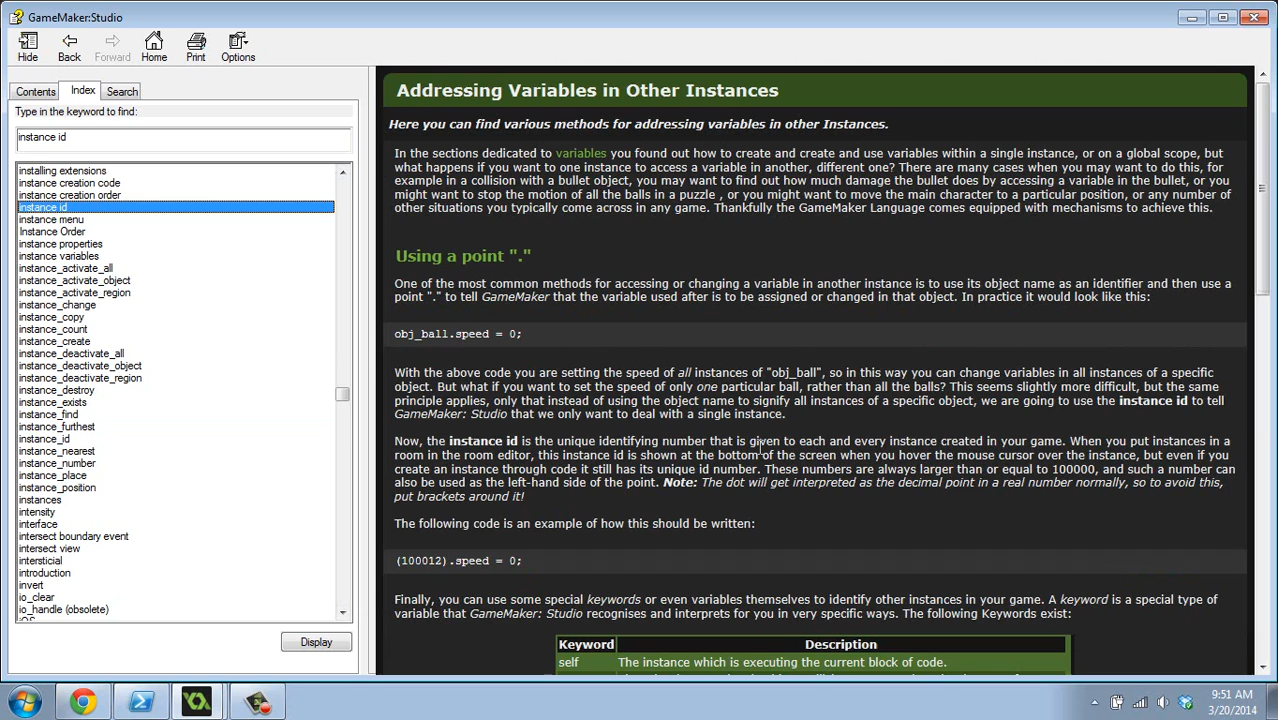 GameMaker:Studio
Hide Back Forward Home Print Options
Contents Index Search
Type in the keyword to find:
instance id
installing extensions
instance creation code
instance creation order
instance id
instance menu
Instance Order
instance properties
instance variables
instance_activate_all
instance_activate_object
instance_activate_region
instance_change
instance_copy
instance_count
instance_create
instance_deactivate_all
instance_deactivate_object
instance_deactivate_region
instance_destroy
instance_exists
instance_find
instance_furthest
instance_id
instance_nearest
instance_number
instance_place
instance_position
instances
intensity
interface
intersect boundary event
intersect view
intersticial
introduction
invert
io_clear
io_handle (obsolete)
Display
Addressing Variables in Other Instances
Here you can find various methods for addressing variables in other Instances.
In the sections dedicated to variables you found out how to create and create and use variables within a single instance, or on a global scope, but
what happens if you want to one instance to access a variable in another, different one? There are many cases when you may want to do this, for
example in a collision with a bullet object, you may want to find out how much damage the bullet does by accessing a variable in the bullet, or you
might want to stop the motion of all the balls in a puzzle , or you might want to move the main character to a particular position, or any number of
other situations you typically come across in any game. Thankfully the GameMaker Language comes equipped with mechanisms to achieve this.
Using a point "."
One of the most common methods for accessing or changing a variable in another instance is to use its object name as an identifier and then use a
point "." to tell GameMaker that the variable used after is to be assigned or changed in that object. In practice it would look like this:
obj_ball.speed = 0;
With the above code you are setting the speed of all instances of "obj_ball", so in this way you can change variables in all instances of a specific
object. But what if you want to set the speed of only one particular ball, rather than all the balls? This seems slightly more difficult, but the same
principle applies, only that instead of using the object name to signify all instances of a specific object, we are going to use the instance id to tell
GameMaker: Studio that we only want to deal with a single instance.
Now, the instance id is the unique identifying number that is given to each and every instance created in your game. When you put instances in a
room in the room editor, this instance id is shown at the bottom of the screen when you hover the mouse cursor over the instance, but even if you
create an instance through code it still has its unique id number. These numbers are always larger than or equal to 100000, and such a number can
also be used as the left-hand side of the point. Note: The dot will get interpreted as the decimal point in a real number normally, so to avoid this,
put brackets around it!
The following code is an example of how this should be written:
(100012).speed = 0;
Finally, you can use some special keywords or even variables themselves to identify other instances in your game. A keyword is a special type of
variable that GameMaker: Studio recognises and interprets for you in very specific ways. The following Keywords exist:
Keyword Description
self The instance which is executing the current block of code.
9:51 AM
3/20/2014